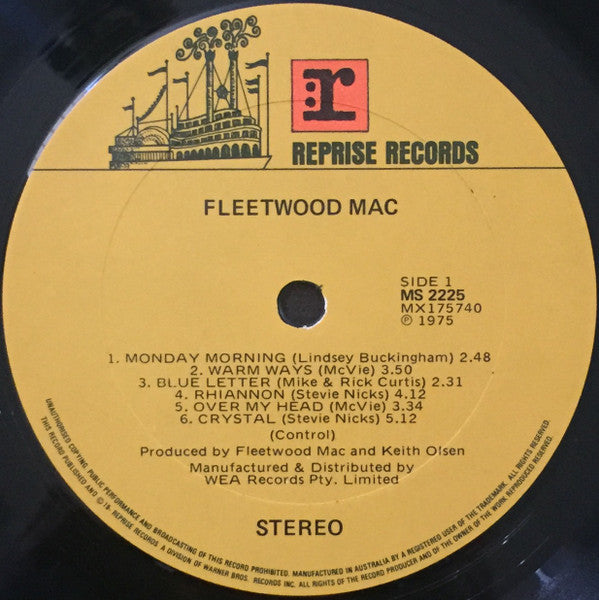 :r
REPRISE RECORDS
FLEETWOOD MAC
SIDE 1
MS 2225
MX175740
℗ 1975
1. MONDAY MORNING (Lindsey Buckingham) 2.48
2. WARM WAYS (McVie) 3.50
3. BLUE LETTER (Mike & Rick Curtis) 2.31
4. RHIANNON (Stevie Nicks) 4.12
5. OVER MY HEAD (McVie) 3.34
6. CRYSTAL (Stevie Nicks) 5.12
(Control)
Produced by Fleetwood Mac and Keith Olsen
Manufactured & Distributed by
WEA Records Pty. Limited
STEREO
UNAUTHORISED COPYING, PUBLIC PERFORMANCE AND BROADCASTING OF THIS RECORD PROHIBITED. MANUFACTURED IN AUSTRALIA BY A REGISTERED USER OF THE TRADEMARK. ALL RIGHTS RESERVED.
THIS RECORD PUBLISHED AND © 19- REPRISE RECORDS. A DIVISION OF WARNER BROS. RECORDS INC. ALL RIGHTS OF THE RECORD PRODUCER AND OF THE OWNER OF THE WORK REPRODUCED RESERVED.